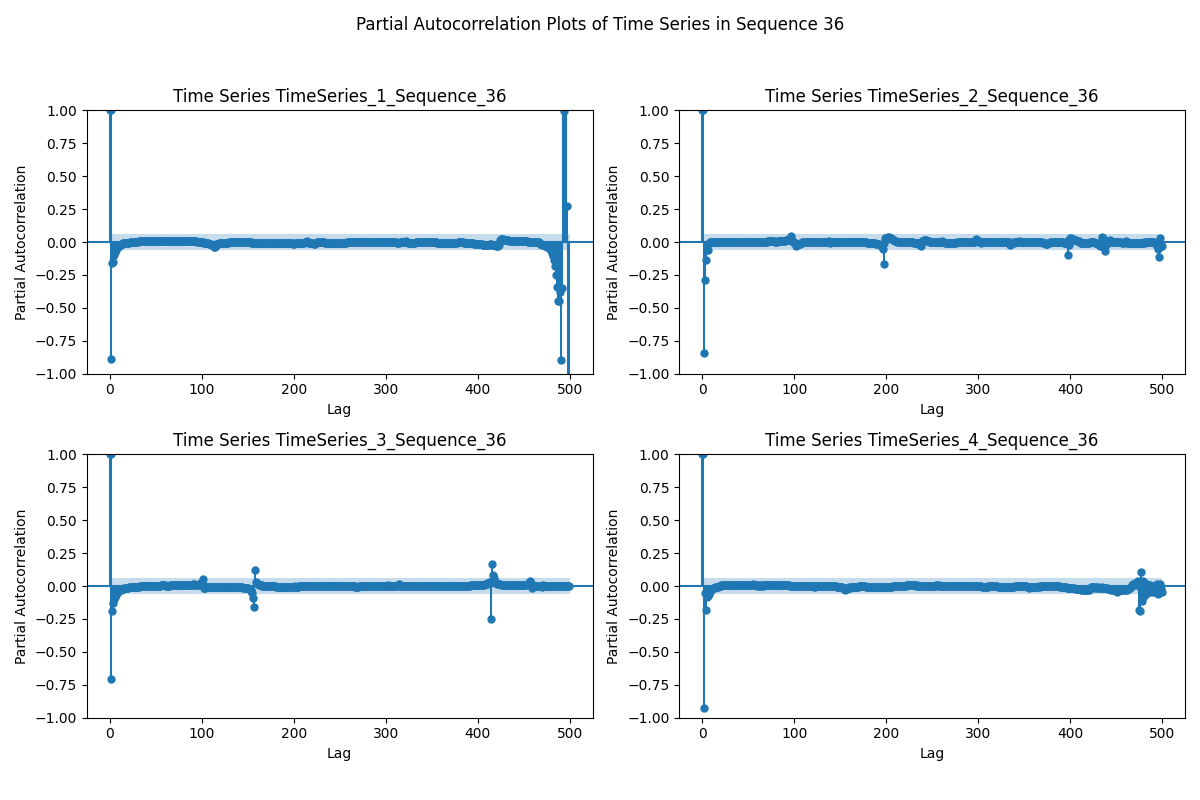 Partial Autocorrelation Plots of Time Series in Sequence 36
Time Series TimeSeries_1_Sequence_36
1.00
0.75
0.50
0.25
0.00
−0.25
−0.50
−0.75
−1.00
Partial Autocorrelation
0 100 200 300 400 500
Lag
Time Series TimeSeries_2_Sequence_36
1.00
0.75
0.50
0.25
0.00
−0.25
−0.50
−0.75
−1.00
Partial Autocorrelation
0 100 200 300 400 500
Lag
Time Series TimeSeries_3_Sequence_36
1.00
0.75
0.50
0.25
0.00
−0.25
−0.50
−0.75
−1.00
Partial Autocorrelation
0 100 200 300 400 500
Lag
Time Series TimeSeries_4_Sequence_36
1.00
0.75
0.50
0.25
0.00
−0.25
−0.50
−0.75
−1.00
Partial Autocorrelation
0 100 200 300 400 500
Lag